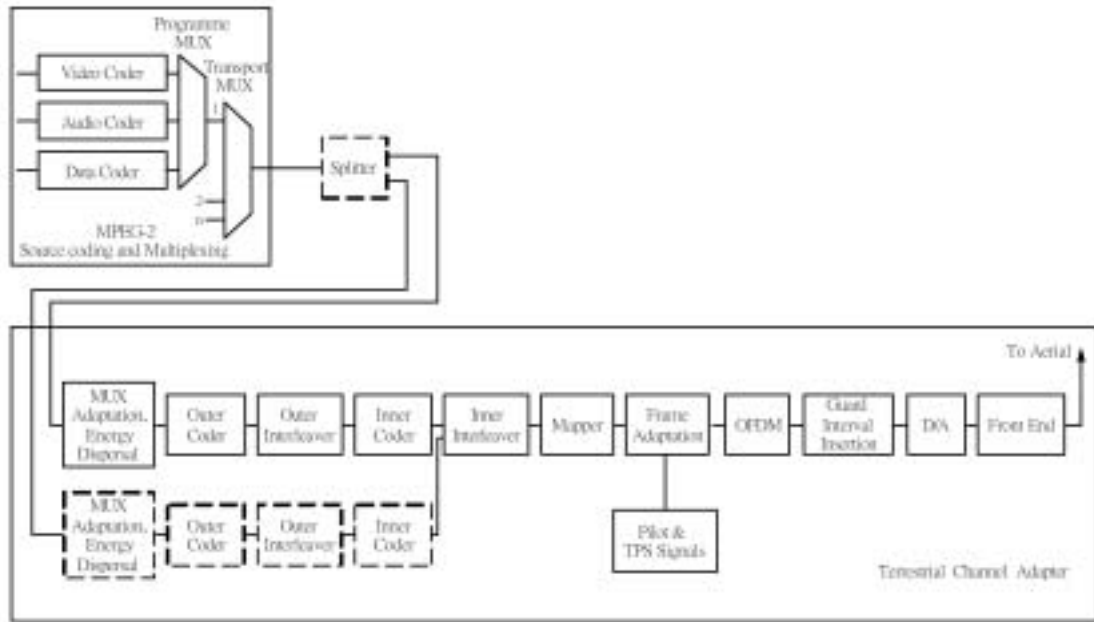 Programme
MUX
Transport
MUX
Video Coder
Audio Coder
Data Coder
1
2
n
MPEG-2
Source coding and Multiplexing
Splitter
To Aerial
MUX
Adaptation,
Energy
Dispersal
Outer
Coder
Outer
Interleaver
Inner
Coder
Inner
Interleaver
Mapper
Frame
Adaptation
OFDM
Guard
Interval
Insertion
D/A
Front End
MUX
Adaptation,
Energy
Dispersal
Outer
Coder
Outer
Interleaver
Inner
Coder
Pilot &
TPS Signals
Terrestrial Channel Adapter